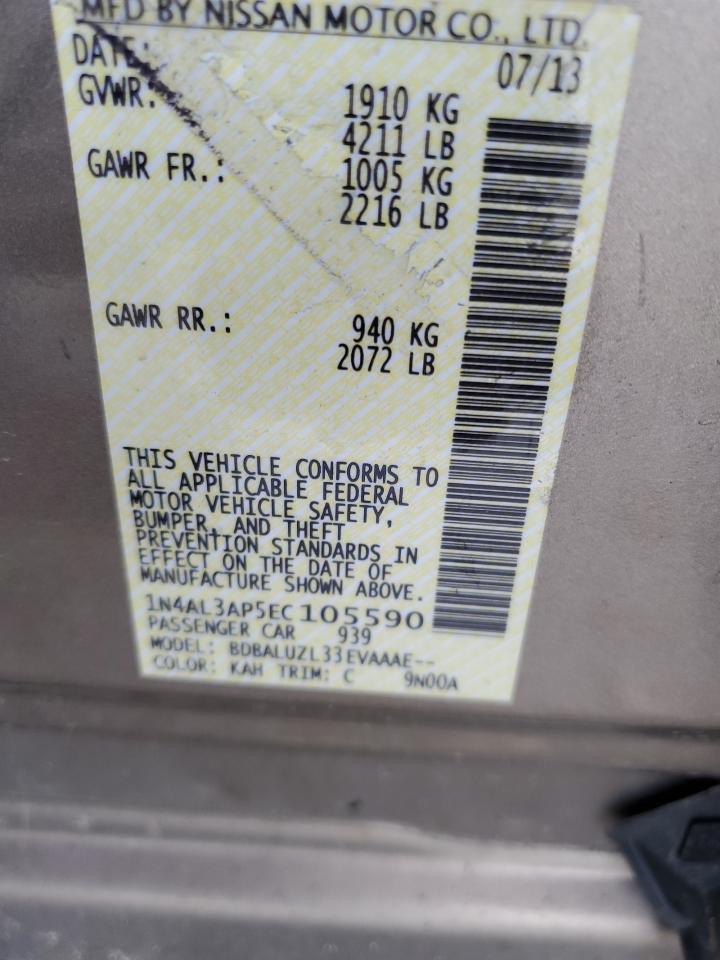 MFD BY NISSAN MOTOR CO., LTD.
DATE: 07/13
GVWR: 1910 KG
4211 LB
GAWR FR.: 1005 KG
2216 LB
GAWR RR.: 940 KG
2072 LB
THIS VEHICLE CONFORMS TO
ALL APPLICABLE FEDERAL
MOTOR VEHICLE SAFETY,
BUMPER, AND THEFT
PREVENTION STANDARDS IN
EFFECT ON THE DATE OF
MANUFACTURE SHOWN ABOVE.
1N4AL3AP5EC105590
PASSENGER CAR 939
MODEL: BDBALUZL33EVAAAE--
COLOR: KAH TRIM: C 9N00A